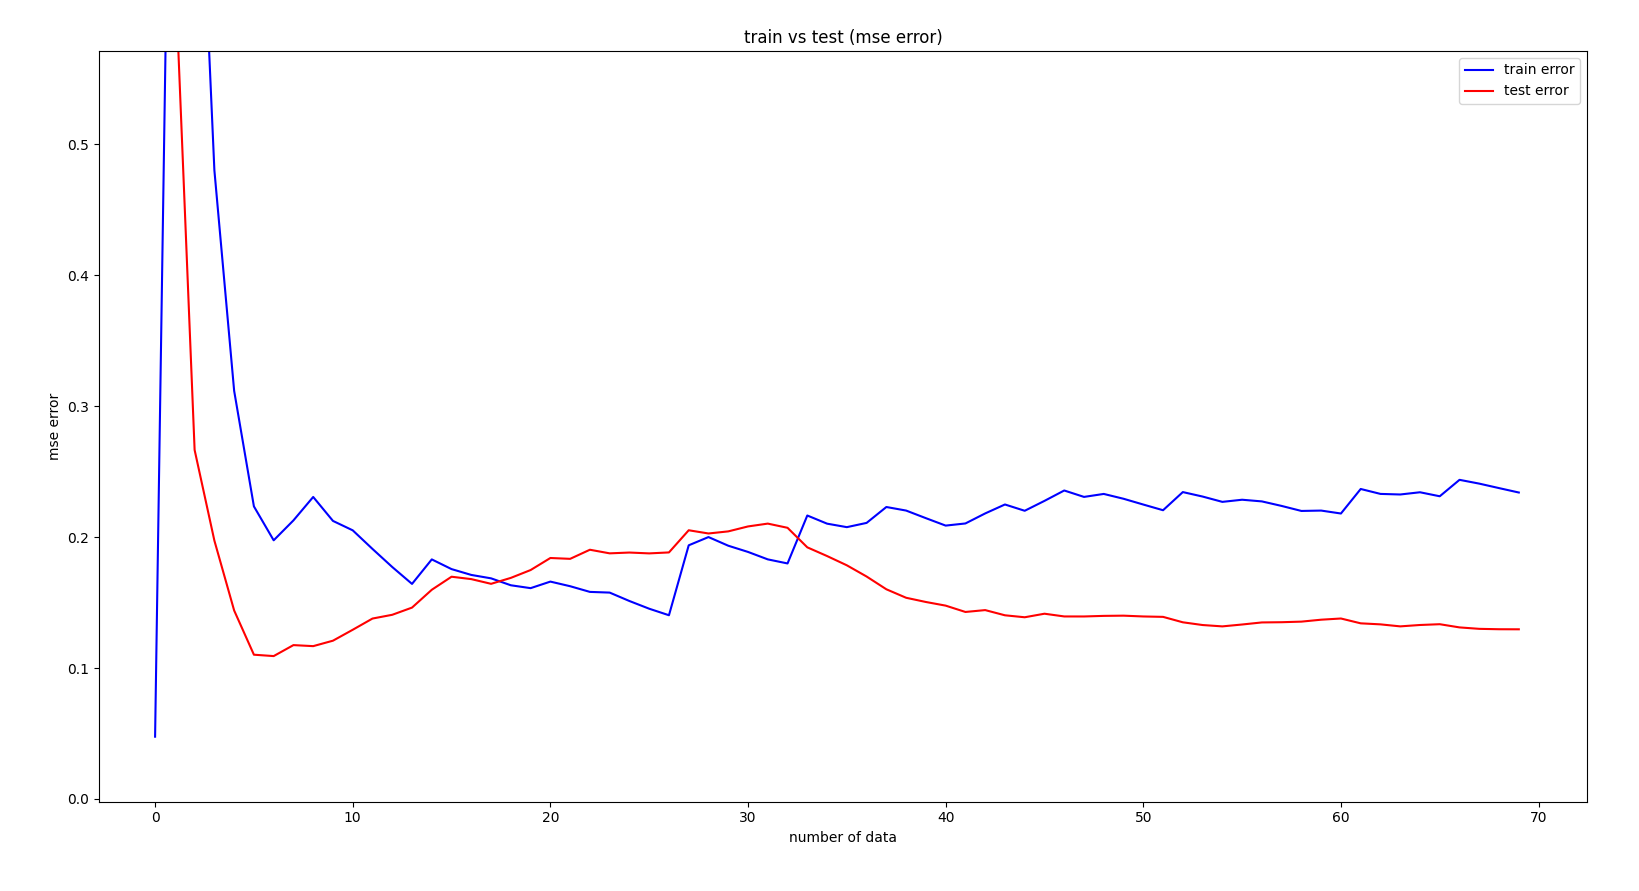 train vs test (mse error)
train error
test error
0.5
0.4
0.3
0.2
0.1
0.0
mse error
0 10 20 30 40 50 60 70
number of data